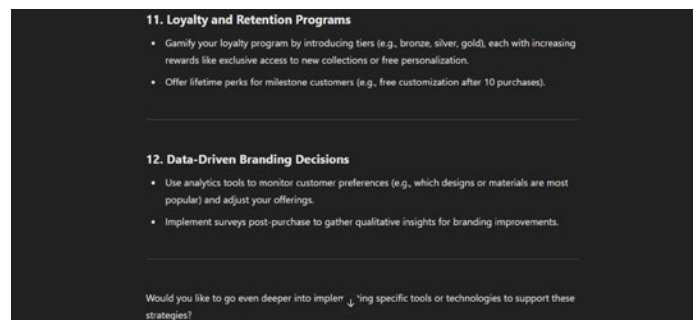 11. Loyalty and Retention Programs
• Gamify your loyalty program by introducing tiers (e.g., bronze, silver, gold), each with increasing
rewards like exclusive access to new collections or free personalization.
• Offer lifetime perks for milestone customers (e.g., free customization after 10 purchases).
12. Data-Driven Branding Decisions
• Use analytics tools to monitor customer preferences (e.g., which designs or materials are most
popular) and adjust your offerings.
• Implement surveys post-purchase to gather qualitative insights for branding improvements.
Would you like to go even deeper into specific tools or technologies to support these
strategies?